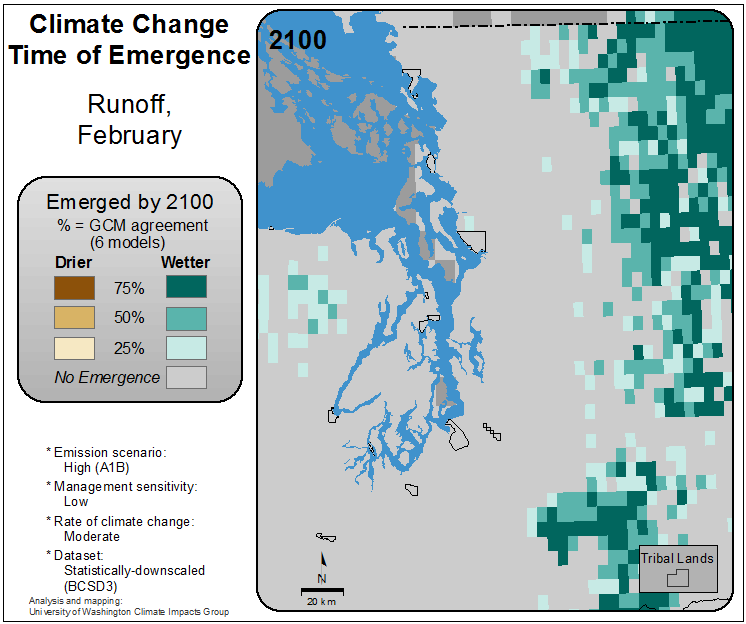 Climate Change
Time of Emergence
Runoff,
February
Emerged by 2100
% = GCM agreement
(6 models)
Drier Wetter
75%
50%
25%
No Emergence
* Emission scenario:
High (A1B)
* Management sensitivity:
Low
* Rate of climate change:
Moderate
* Dataset:
Statistically-downscaled
(BCSD3)
Analysis and mapping:
University of Washington Climate Impacts Group
2100
N
20 km
Tribal Lands